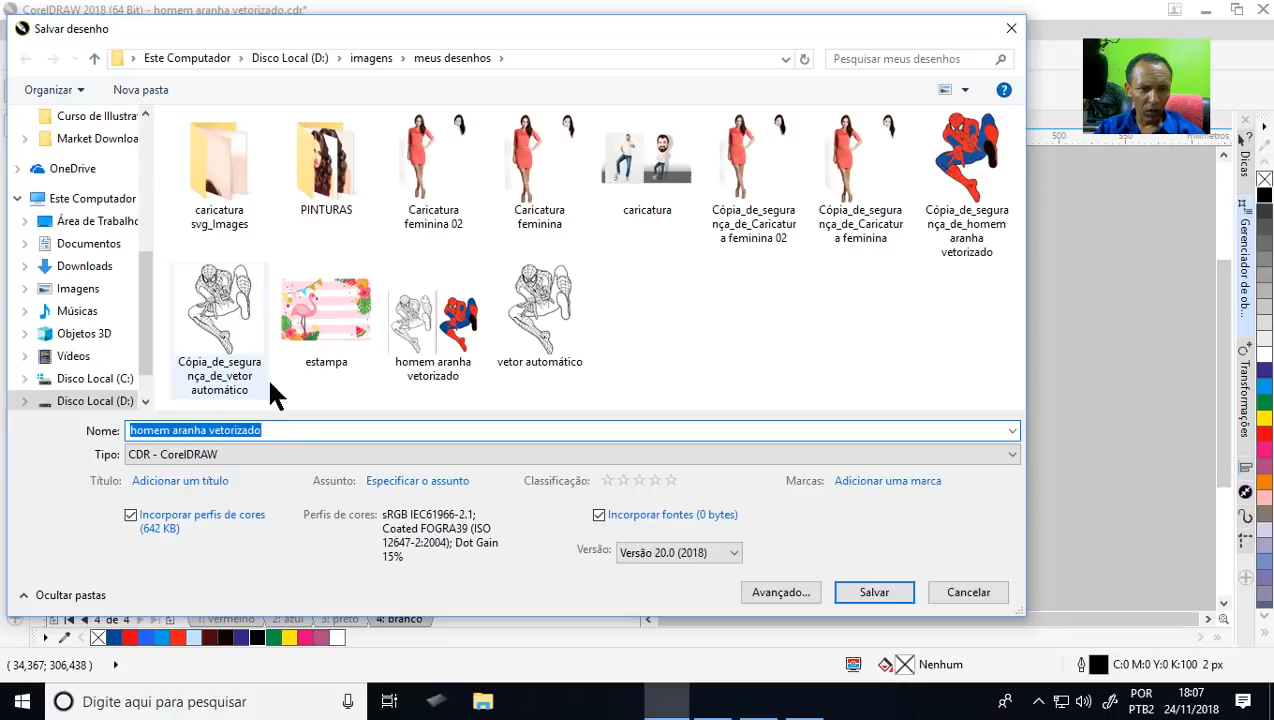 CorelDRAW 2018 (64 Bit) - homem aranha vetorizado.cdr*
Salvar desenho
Este Computador > Disco Local (D:) > imagens > meus desenhos >
Pesquisar meus desenhos
Organizar
Nova pasta
Curso de Illustra
Market Downloa
OneDrive
Este Computador
Área de Trabalho
Documentos
Downloads
Imagens
Músicas
Objetos 3D
Vídeos
Disco Local (C:)
Disco Local (D:)
caricatura
svg_Images
PINTURAS
Caricatura
feminina 02
Caricatura
feminina
caricatura
Cópia_de_segura
nça_de_Caricatur
a feminina 02
Cópia_de_segura
nça_de_Caricatur
a feminina
Cópia_de_segura
nça_de_homem
aranha
vetorizado
Cópia_de_segura
nça_de_vetor
automático
estampa
homem aranha
vetorizado
vetor automático
Nome: homem aranha vetorizado
Tipo: CDR - CorelDRAW
Título: Adicionar um título
Assunto: Especificar o assunto
Classificação:
Marcas: Adicionar uma marca
Incorporar perfis de cores
(642 KB)
Perfis de cores: sRGB IEC61966-2.1;
Coated FOGRA39 (ISO
12647-2:2004); Dot Gain
15%
Incorporar fontes (0 bytes)
Versão: Versão 20.0 (2018)
Ocultar pastas
Avançado...
Salvar
Cancelar
500
550
milímetros
Dicas
Gerenciador de ob...
Transformações
4 de 4
1: vermelho
2: azul
3: preto
4: branco
(34,367; 306,438)
Nenhum
C:0 M:0 Y:0 K:100 2 px
Digite aqui para pesquisar
POR
PTB2
18:07
24/11/2018